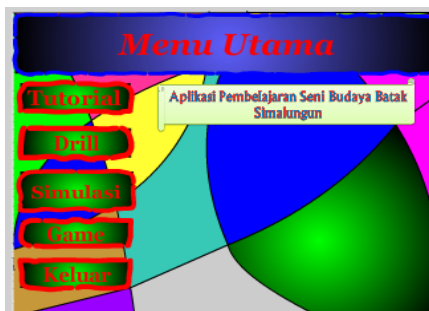 Menu Utama
Tutorial
Aplikasi Pembelajaran Seni Budaya Batak
Simalungun
Drill
Simulasi
Game
Keluar